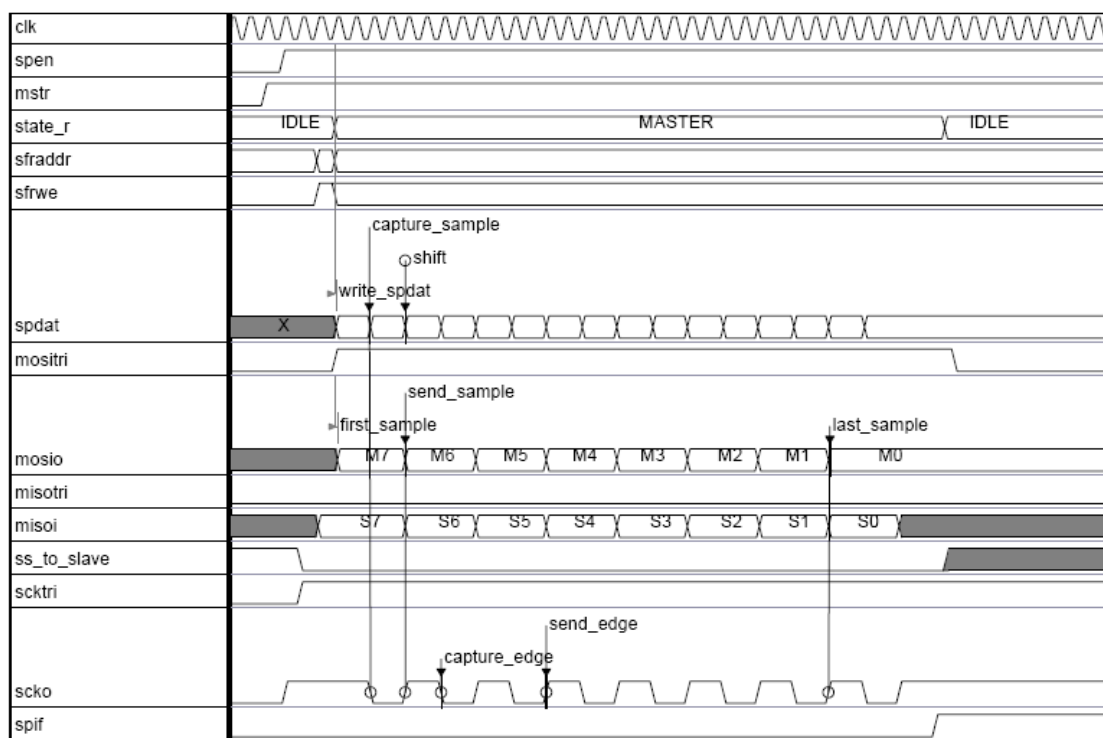 clk
spen
mstr
state_r IDLE MASTER IDLE
sfraddr
sfrwe
capture_sample
shift
write_spdat
spdat X
mositri
send_sample
first_sample last_sample
mosio M7 M6 M5 M4 M3 M2 M1 M0
misotri
misoi S7 S6 S5 S4 S3 S2 S1 S0
ss_to_slave
scktri
send_edge
capture_edge
scko
spif